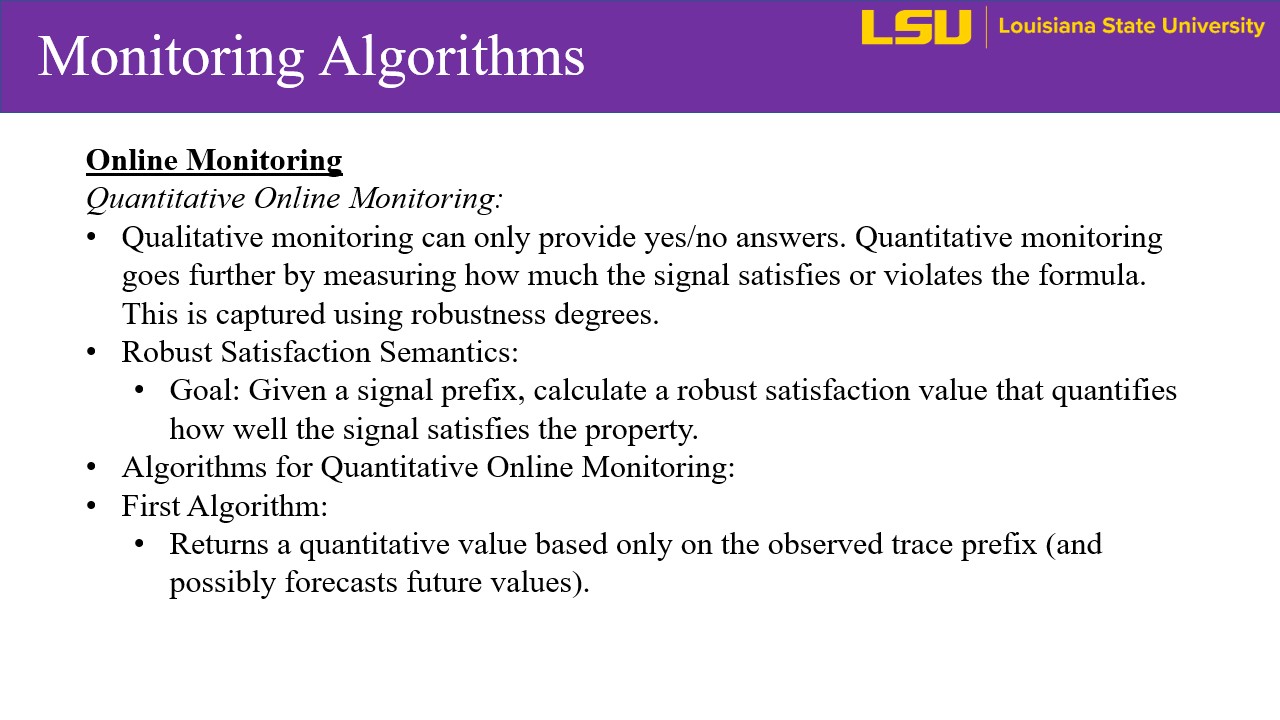 Monitoring Algorithms
LSU
Louisiana State University
Online Monitoring
Quantitative Online Monitoring:
• Qualitative monitoring can only provide yes/no answers. Quantitative monitoring
goes further by measuring how much the signal satisfies or violates the formula.
This is captured using robustness degrees.
• Robust Satisfaction Semantics:
• Goal: Given a signal prefix, calculate a robust satisfaction value that quantifies
how well the signal satisfies the property.
• Algorithms for Quantitative Online Monitoring:
• First Algorithm:
• Returns a quantitative value based only on the observed trace prefix (and
possibly forecasts future values).